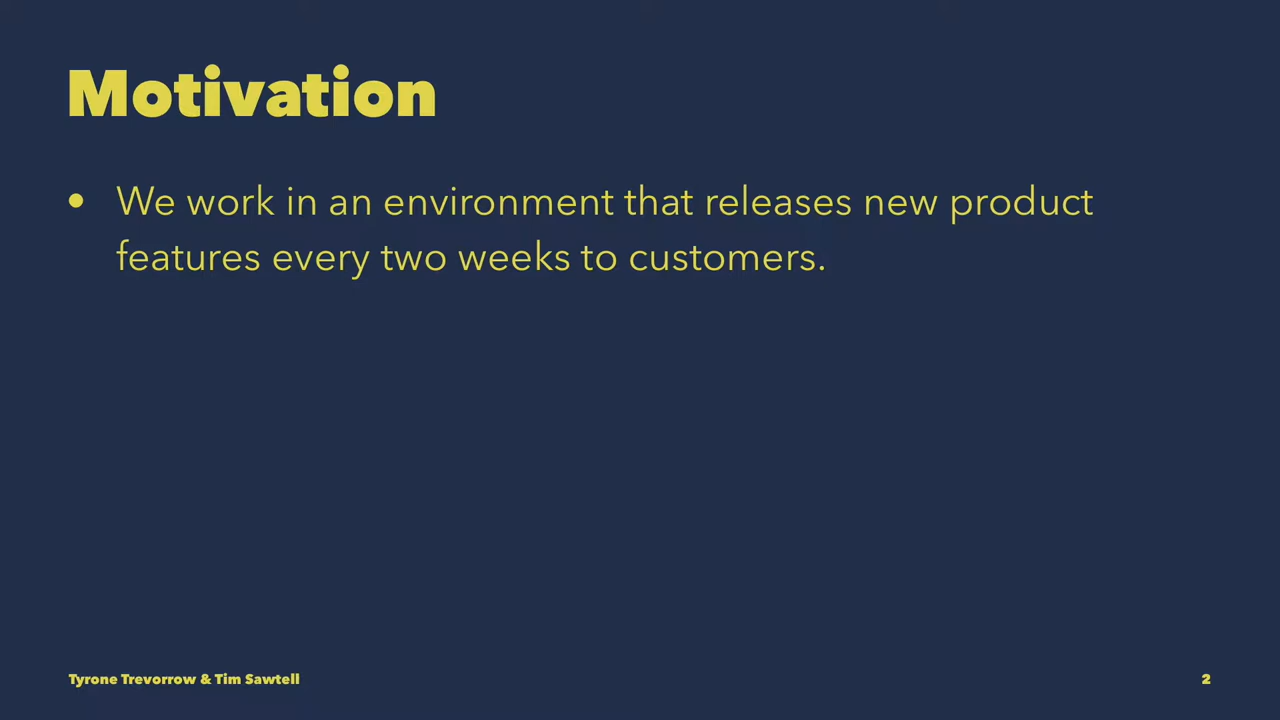 Motivation
• We work in an environment that releases new product
features every two weeks to customers.
Tyrone Trevorrow & Tim Sawtell
2